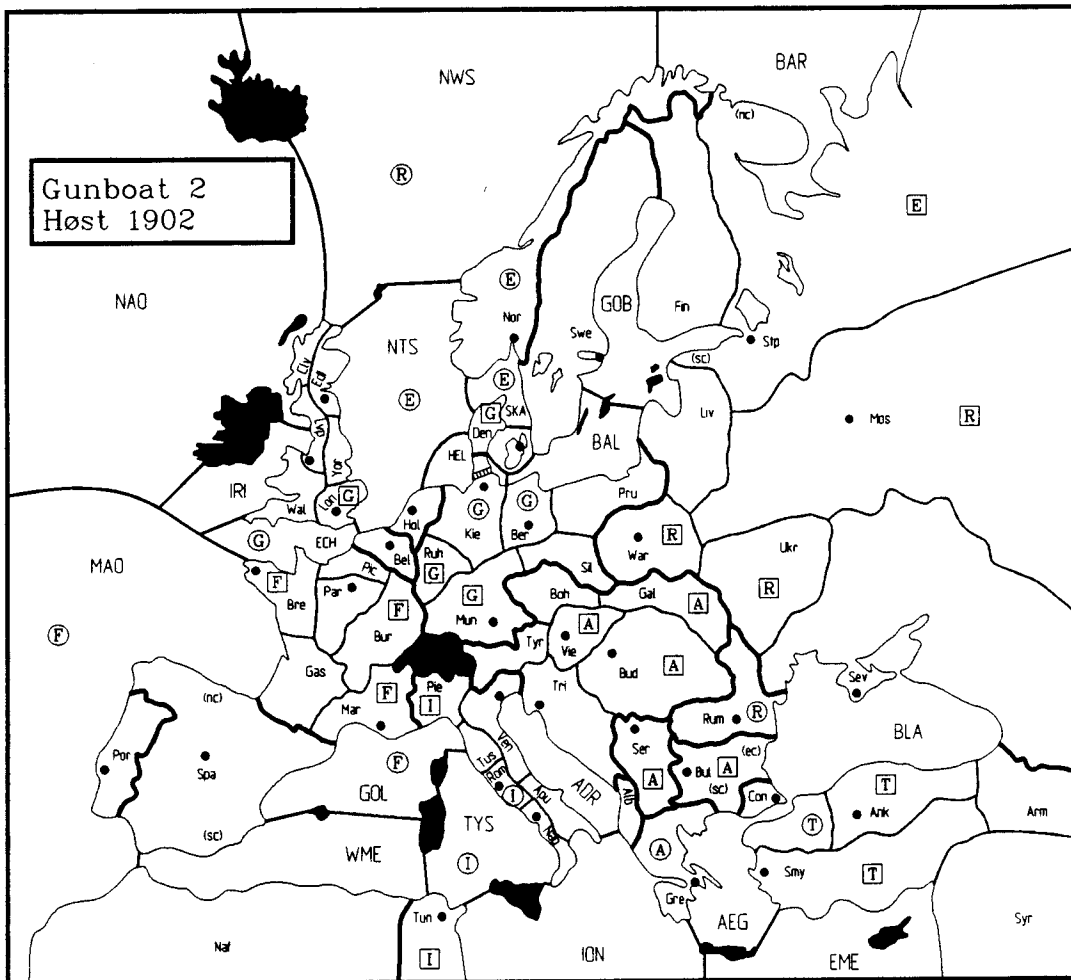 Gunboat 2
Høst 1902
NWS
BAR
(nc)
R
E
NAO
E
GOB
Fin
Nor
Swe
NTS
Stp
Cly
Edi
(sc)
E
E
SKA
G
Den
Liv
Mos
R
BAL
HEL
Lvp
Yor
IRI
Wal
Lon
G
Hol
Kie
G
G
Ber
Pru
War
R
Ukr
G
ECH
Bel
Ruh
G
Sil
MAO
F
Bre
Pic
Par
G
Mun
Boh
Gal
A
R
F
Bur
Tyr
A
Vie
Bud
A
F
Gas
Sev
(nc)
Mar
F
Pie
I
Tri
Rum
R
BLA
Por
Spa
Ven
Ser
(ec)
Bul
A
(sc)
F
GOL
Tus
Rom
I
Apu
Nap
ADR
Alb
A
Con
T
T
Ank
Arm
(sc)
WME
TYS
I
A
Gre
Smy
T
Naf
Tun
I
ION
AEG
EME
Syr